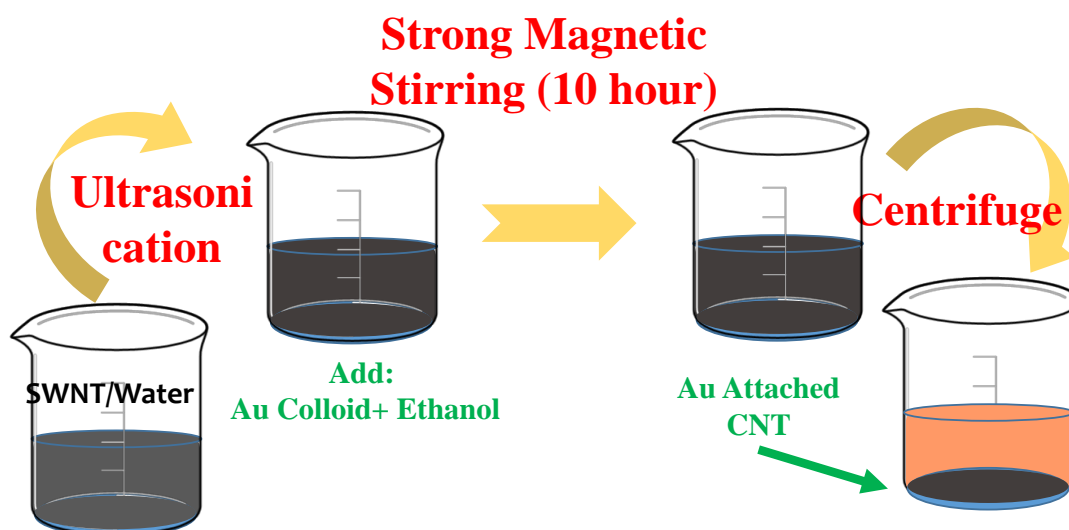 Strong Magnetic
Stirring (10 hour)
Ultrasoni
cation
Centrifuge
SWNT/Water
Add:
Au Colloid+ Ethanol
Au Attached
CNT